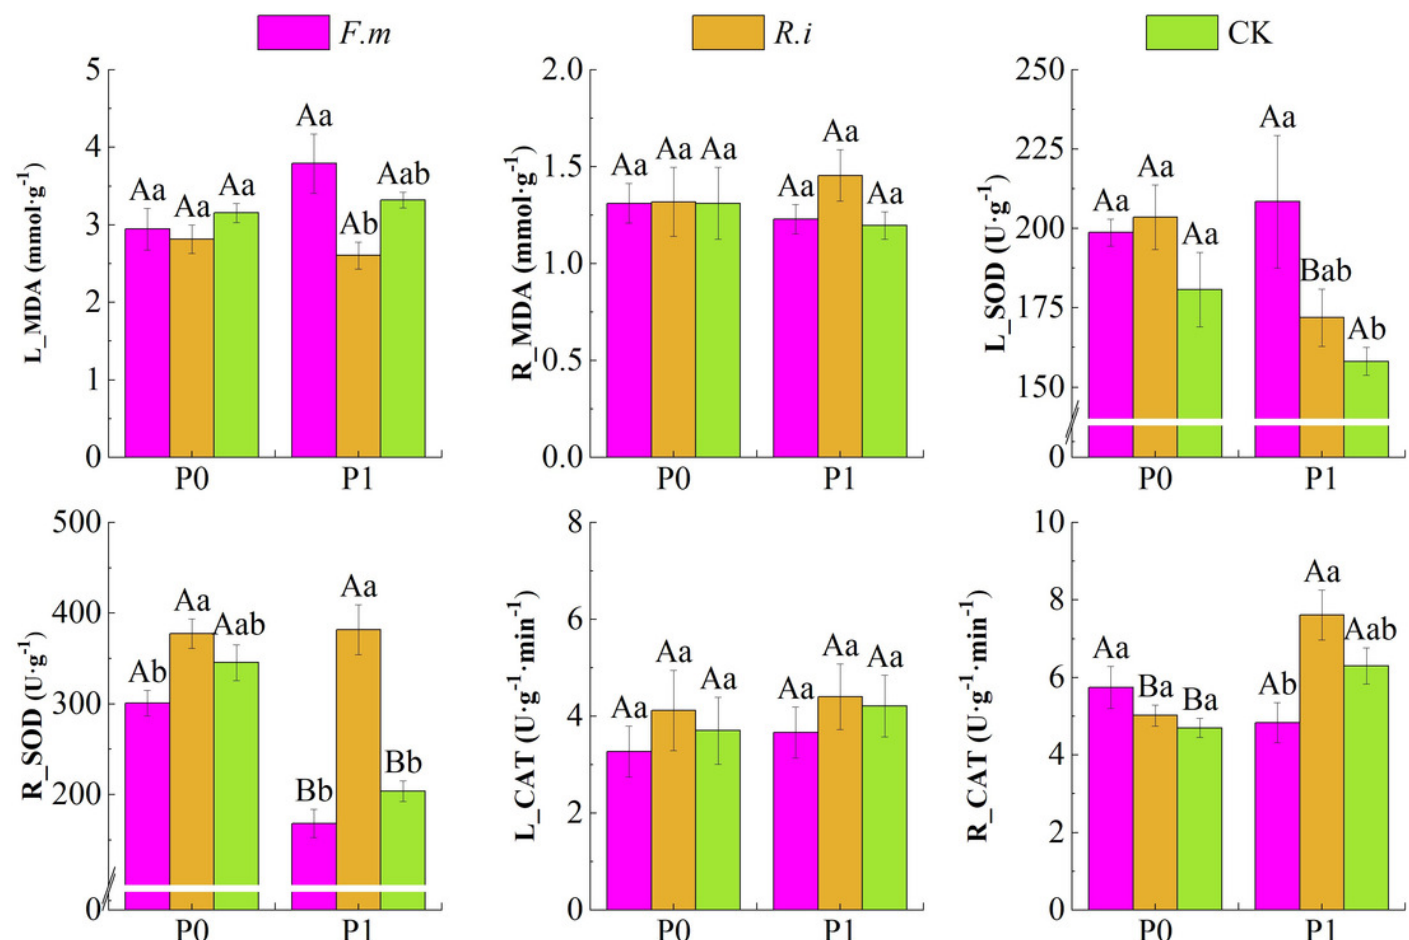 F.m R.i CK
L_MDA (mmol·g⁻¹)
5
4
3
2
1
0
Aa Aa Aa
Aa Ab Aab
P0 P1
R_MDA (mmol·g⁻¹)
2.0
1.5
1.0
0.5
0.0
Aa Aa Aa
Aa Aa Aa
P0 P1
L_SOD (U·g⁻¹)
250
225
200
175
150
0
Aa Aa Aa
Aa Bab Ab
P0 P1
R_SOD (U·g⁻¹)
500
400
300
200
0
Ab Aa Aab
Bb Aa Bb
P0 P1
L_CAT (U·g⁻¹·min⁻¹)
8
6
4
2
0
Aa Aa Aa
Aa Aa Aa
P0 P1
R_CAT (U·g⁻¹·min⁻¹)
10
8
6
4
2
0
Aa Ba Ba
Ab Aa Aab
P0 P1